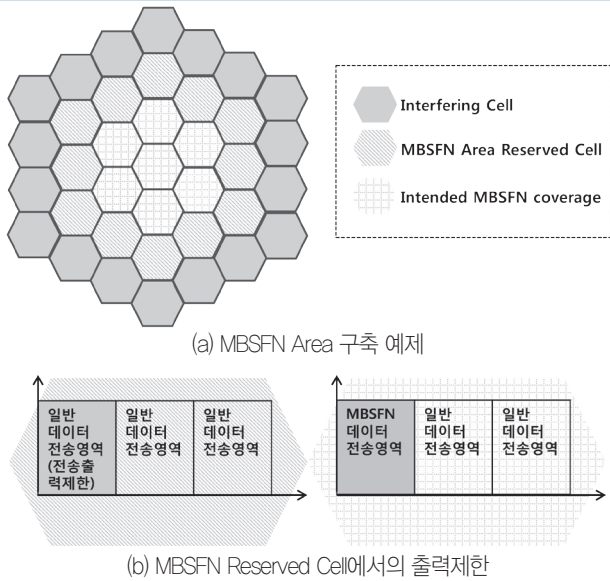 Interfering Cell
MBSFN Area Reserved Cell
Intended MBSFN coverage
(a) MBSFN Area 구축 예제
일반
데이터
전송영역
(전송출
력제한)
일반
데이터
전송영역
일반
데이터
전송영역
MBSFN
데이터
전송영역
일반
데이터
전송영역
일반
데이터
전송영역
(b) MBSFN Reserved Cell에서의 출력제한